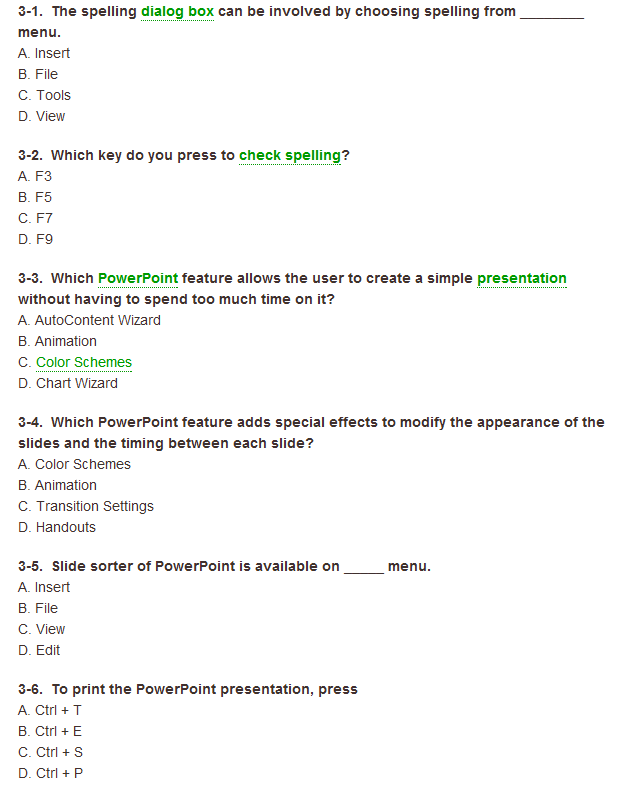 3-1. The spelling dialog box can be involved by choosing spelling from ________
menu.
A. Insert
B. File
C. Tools
D. View
3-2. Which key do you press to check spelling?
A. F3
B. F5
C. F7
D. F9
3-3. Which PowerPoint feature allows the user to create a simple presentation
without having to spend too much time on it?
A. AutoContent Wizard
B. Animation
C. Color Schemes
D. Chart Wizard
3-4. Which PowerPoint feature adds special effects to modify the appearance of the
slides and the timing between each slide?
A. Color Schemes
B. Animation
C. Transition Settings
D. Handouts
3-5. Slide sorter of PowerPoint is available on _____ menu.
A. Insert
B. File
C. View
D. Edit
3-6. To print the PowerPoint presentation, press
A. Ctrl + T
B. Ctrl + E
C. Ctrl + S
D. Ctrl + P